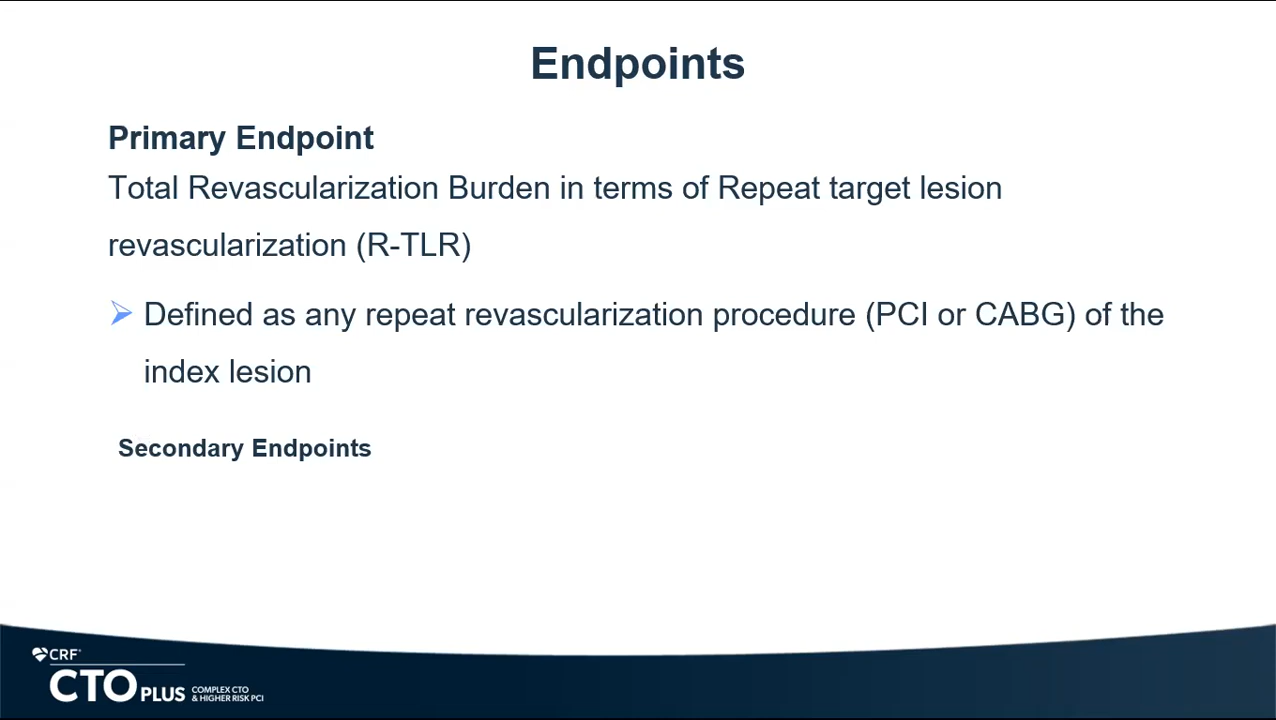 Endpoints
Primary Endpoint
Total Revascularization Burden in terms of Repeat target lesion
revascularization (R-TLR)
Defined as any repeat revascularization procedure (PCI or CABG) of the
index lesion
Secondary Endpoints
CRF
CTO PLUS
COMPLEX CTO
& HIGHER RISK PCI